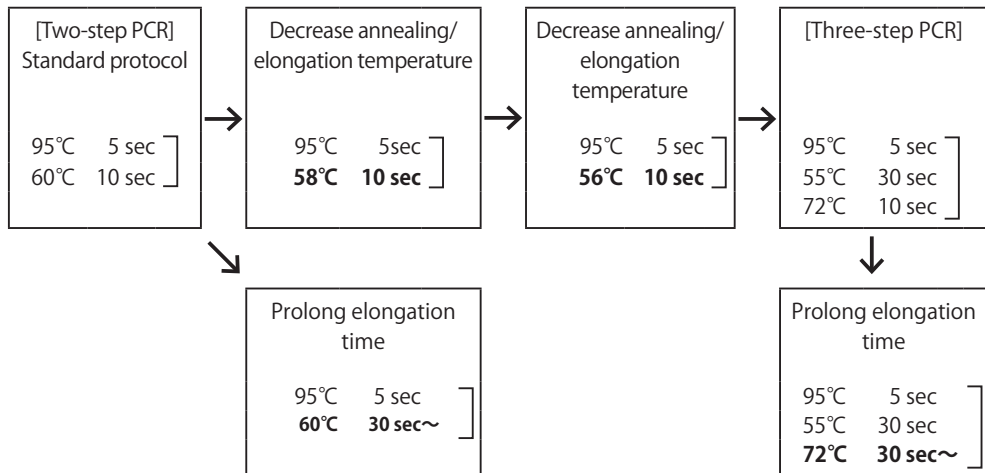 [Two-step PCR]
Standard protocol
95℃ 5 sec
60℃ 10 sec
Decrease annealing/
elongation temperature
95℃ 5sec
58℃ 10 sec
Decrease annealing/
elongation
temperature
95℃ 5 sec
56℃ 10 sec
[Three-step PCR]
95℃ 5 sec
55℃ 30 sec
72℃ 10 sec
Prolong elongation
time
95℃ 5 sec
60℃ 30 sec～
Prolong elongation
time
95℃ 5 sec
55℃ 30 sec
72℃ 30 sec～